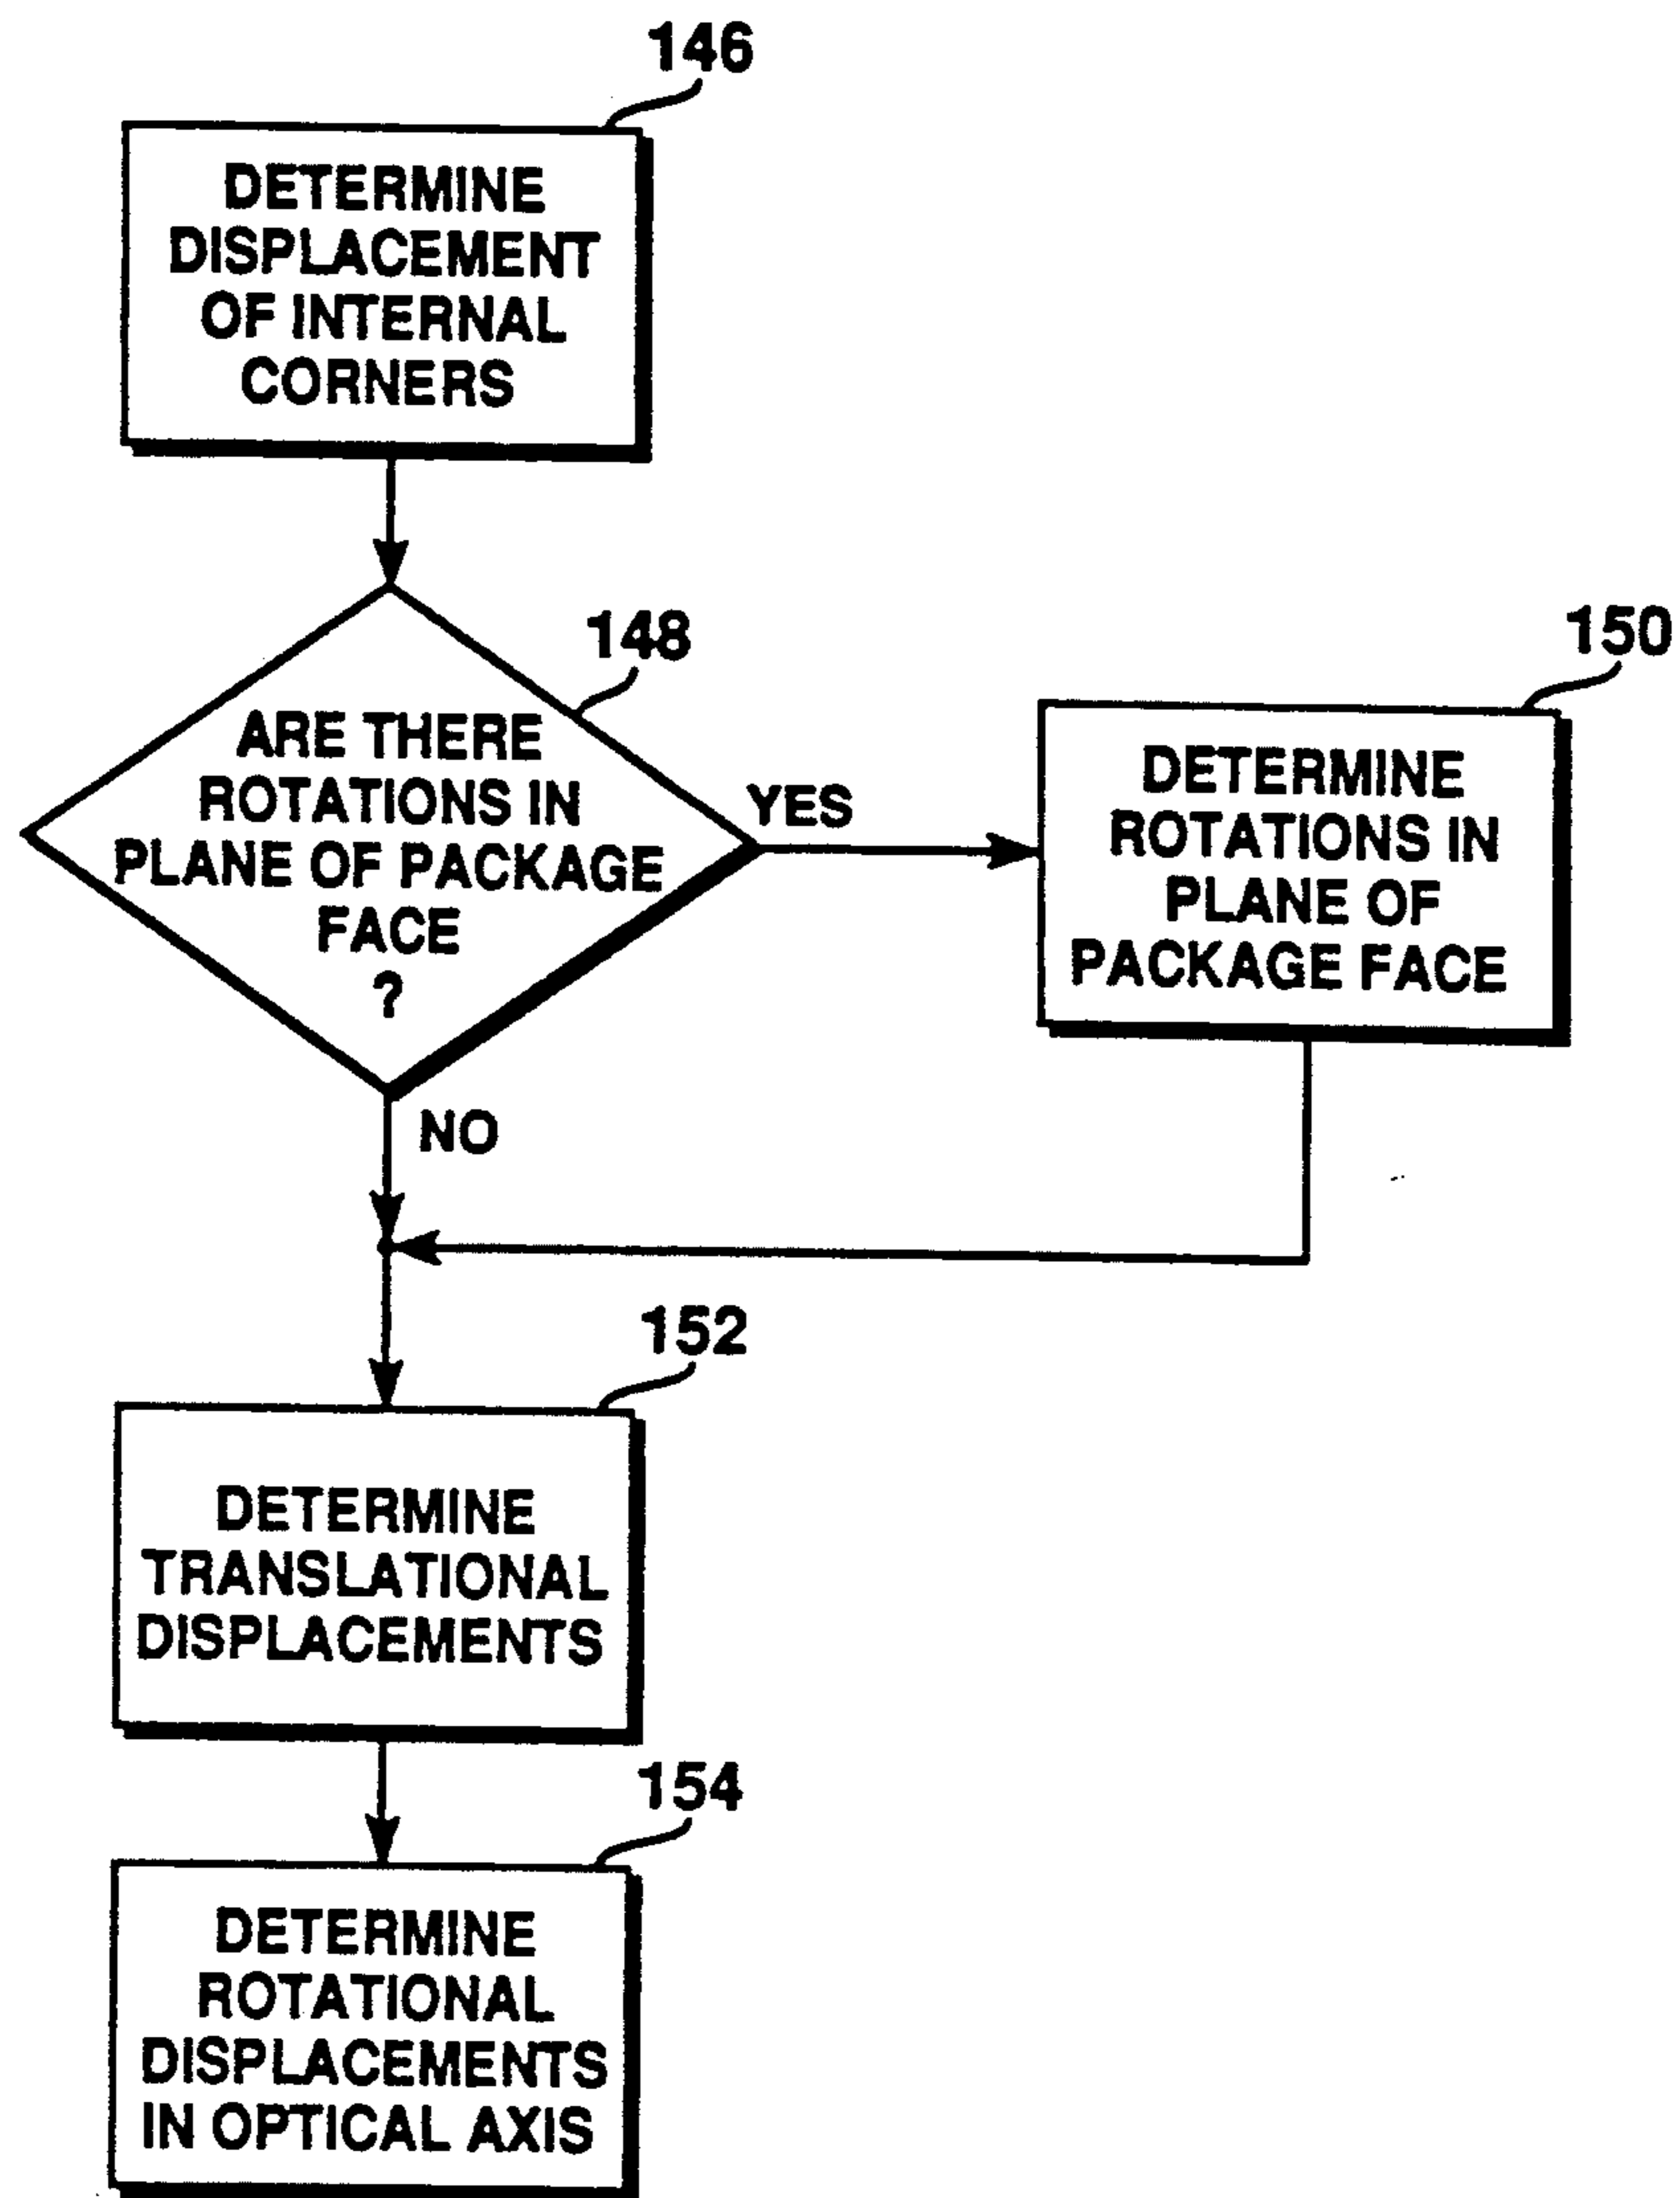 146
DETERMINE
DISPLACEMENT
OF INTERNAL
CORNERS
148
ARE THERE
ROTATIONS IN
PLANE OF PACKAGE
FACE
?
YES
NO
150
DETERMINE
ROTATIONS IN
PLANE OF
PACKAGE FACE
152
DETERMINE
TRANSLATIONAL
DISPLACEMENTS
154
DETERMINE
ROTATIONAL
DISPLACEMENTS
IN OPTICAL AXIS